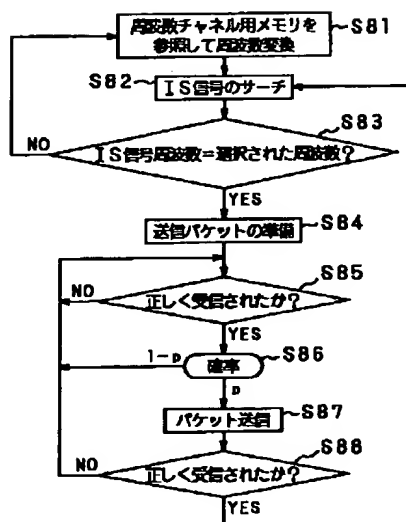 周波数チャネル用メモリを
参照して周波数変換
S81
S82
IS信号のサーチ
S83
IS信号周波数=選択された周波数?
NO
YES
送信パケットの準備
S84
S85
正しく受信されたか?
NO
YES
1-p
確率
S86
p
パケット送信
S87
S88
正しく受信されたか?
NO
YES